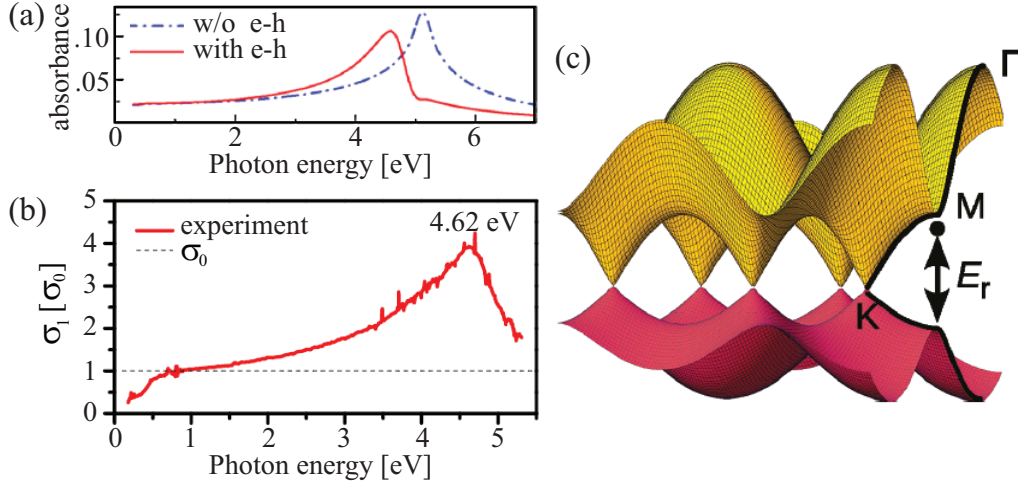 (a)
absorbance
.10
.05
w/o e-h
with e-h
2 4 6
Photon energy [eV]
(b)
σ₁ [σ₀]
5
4
3
2
1
0
experiment
σ₀
4.62 eV
0 1 2 3 4 5
Photon energy [eV]
(c)
Γ
M
Eᵣ
K